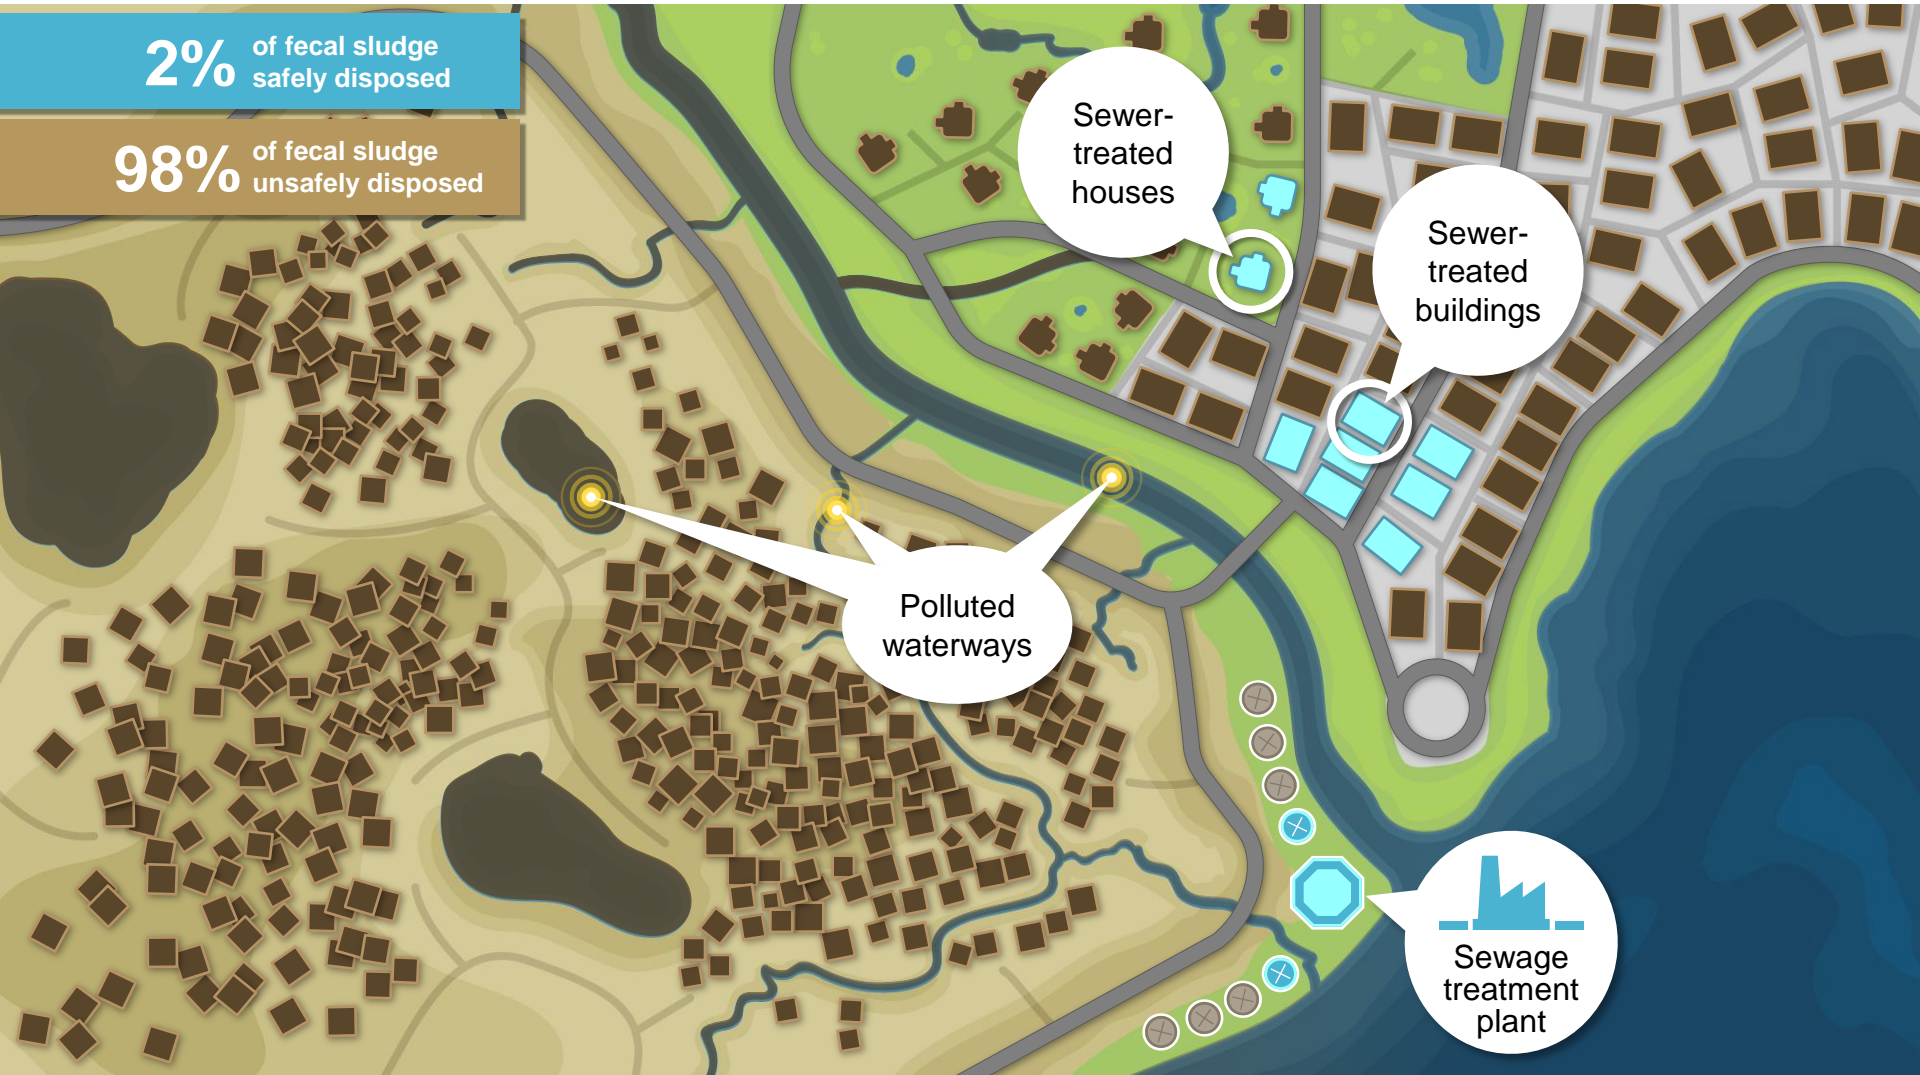 2% of fecal sludge
safely disposed
98% of fecal sludge
unsafely disposed
Sewer-
treated
houses
Sewer-
treated
buildings
Polluted
waterways
Sewage
treatment
plant